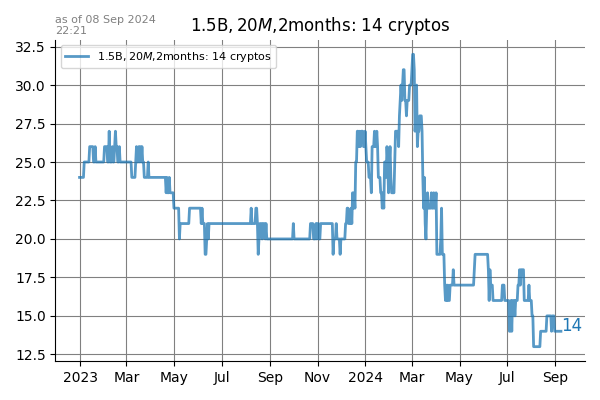 as of 08 Sep 2024
22:21
1.5B, 20M,2months: 14 cryptos
1.5B, 20M,2months: 14 cryptos
32.5
30.0
27.5
25.0
22.5
20.0
17.5
15.0
12.5
14
2023 Mar May Jul Sep Nov 2024 Mar May Jul Sep